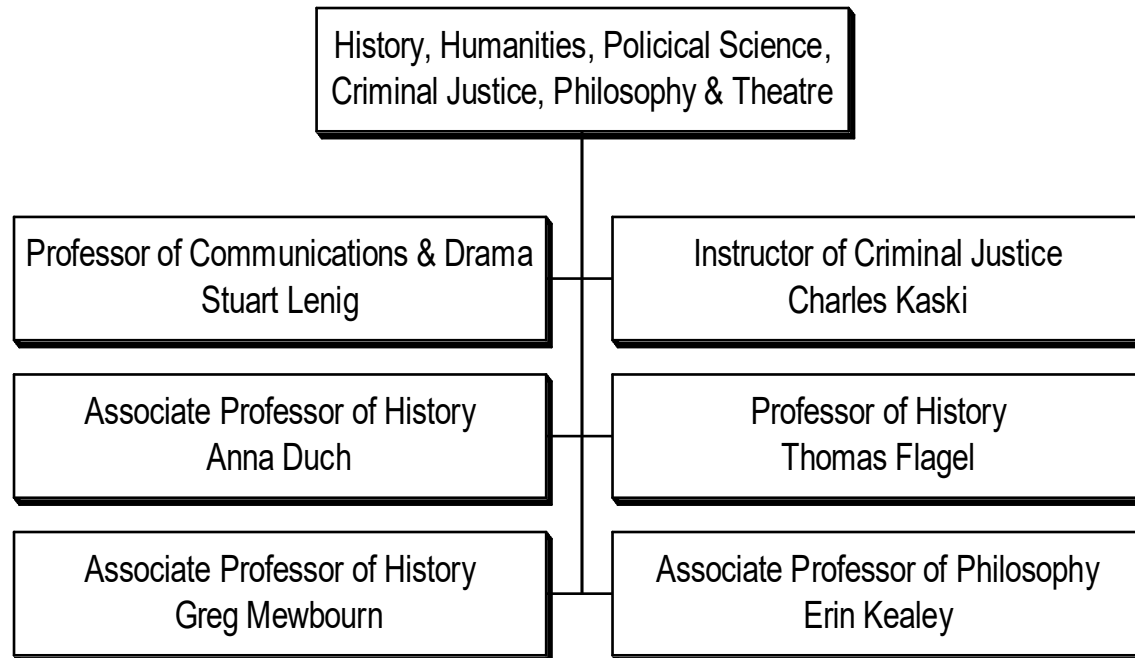 History, Humanities, Policical Science,
Criminal Justice, Philosophy & Theatre
Professor of Communications & Drama
Stuart Lenig
Instructor of Criminal Justice
Charles Kaski
Associate Professor of History
Anna Duch
Professor of History
Thomas Flagel
Associate Professor of History
Greg Mewbourn
Associate Professor of Philosophy
Erin Kealey